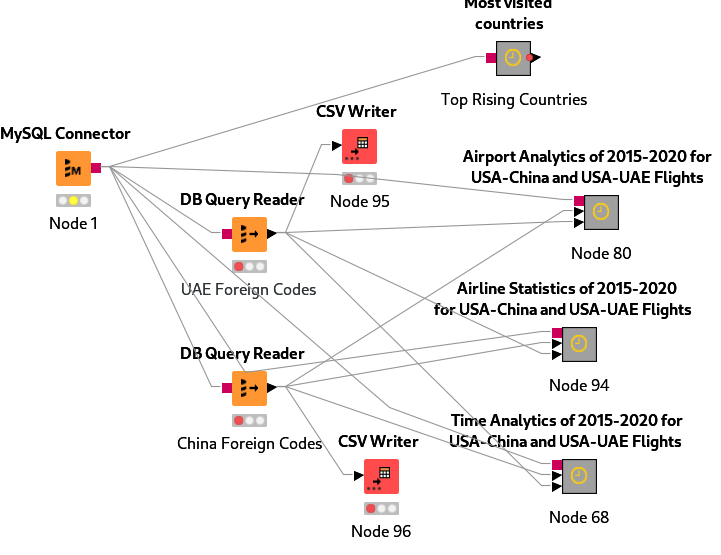 Most visited
countries
Top Rising Countries
CSV Writer
MySQL Connector
M
Node 1
Node 95
Airport Analytics of 2015-2020 for
USA-China and USA-UAE Flights
Node 80
DB Query Reader
UAE Foreign Codes
Airline Statistics of 2015-2020
for USA-China and USA-UAE Flights
Node 94
DB Query Reader
China Foreign Codes
CSV Writer
Node 96
Time Analytics of 2015-2020 for
USA-China and USA-UAE Flights
Node 68